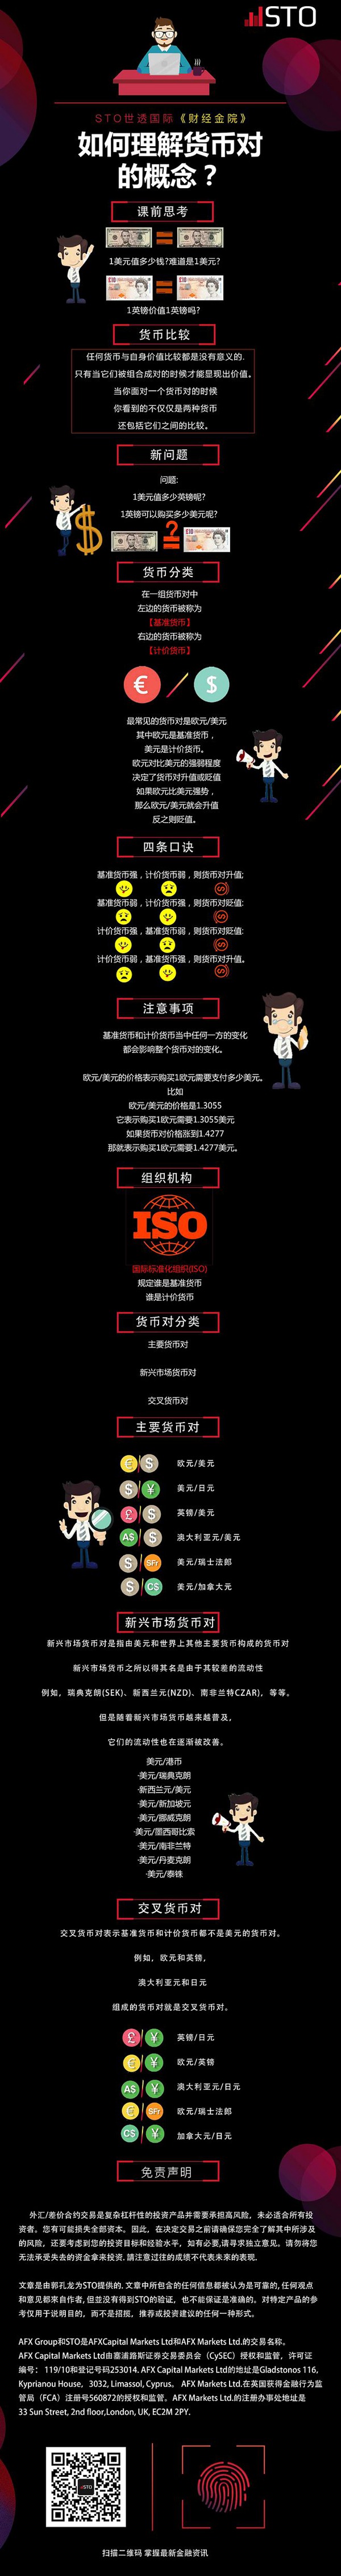 STO
STO世透国际《财经金院》
如何理解货币对
的概念？
课前思考
1美元值多少钱?难道是1美元?
1英镑价值1英镑吗?
货币比较
任何货币与自身价值比较都是没有意义的.
只有当它们被组合成对的时候才能显现出价值。
当你面对一个货币对的时候
你看到的不仅仅是两种货币
还包括它们之间的比较。
新问题
问题:
1美元值多少英镑呢?
1英镑可以购买多少美元呢?
?
货币分类
在一组货币对中
左边的货币被称为
【基准货币】
右边的货币被称为
【计价货币】
€ / $
最常见的货币对是欧元/美元
其中欧元是基准货币，
美元是计价货币。
欧元对比美元的强弱程度
决定了货币对升值或贬值
如果欧元比美元强势，
那么欧元/美元就会升值
反之则贬值。
四条口诀
基准货币强，计价货币弱，则货币对升值;
基准货币弱，计价货币强，则货币对贬值:
计价货币强，基准货币弱，则货币对贬值:
计价货币弱，基准货币强，则货币对升值。
注意事项
基准货币和计价货币当中任何一方的变化
都会影响整个货币对的变化。
欧元/美元的价格表示购买1欧元需要支付多少美元。
比如
欧元/美元的价格是1.3055
它表示购买1欧元需要1.3055美元
如果货币对价格涨到1.4277
那就表示购买1欧元需要1.4277美元。
组织机构
ISO
国际标准化组织(ISO)
规定谁是基准货币
谁是计价货币
货币对分类
主要货币对
新兴市场货币对
交叉货币对
主要货币对
€ $ 欧元/美元
$ ¥ 美元/日元
£ $ 英镑/美元
A$ $ 澳大利亚元/美元
$ SFr 美元/瑞士法郎
$ C$ 美元/加拿大元
新兴市场货币对
新兴市场货币对是指由美元和世界上其他主要货币构成的货币对
新兴市场货币之所以得其名是由于其较差的流动性
例如，瑞典克朗(SEK)、新西兰元(NZD)、南非兰特CZAR)，等等。
但是随着新兴市场货币越来越普及，
它们的流动性也在逐渐被改善。
美元/港币
·美元/瑞典克朗
·新西兰元/美元
·美元/新加坡元
·美元/挪威克朗
·美元/墨西哥比索
·美元/南非兰特
·美元/丹麦克朗
·美元/泰铢
交叉货币对
交叉货币对表示基准货币和计价货币都不是美元的货币对。
例如，欧元和英镑，
澳大利亚元和日元
组成的货币对就是交叉货币对。
£ ¥ 英镑/日元
€ ¥ 欧元/英镑
A$ ¥ 澳大利亚元/日元
€ SFr 欧元/瑞士法郎
C$ ¥ 加拿大元/日元
免责声明
外汇/差价合约交易是复杂杠杆性的投资产品并需要承担高风险，未必适合所有投
资者。您有可能损失全部资本。因此，在决定交易之前请确保您完全了解其中所涉及
的风险，还要考虑到您的投资目标和经验水平，如有必要,请寻求独立意见。请勿将您
无法承受失去的资金拿来投资. 請注意过往的成绩不代表未来的表现.
文章是由郭孔龙为STO提供的. 文章中所包含的任何信息都被认为是可靠的, 任何观点
和意见都来自作者, 但并没有得到STO的验证，也不能保证是准确的。对特定产品的参
考仅用于说明目的，而不是招揽，推荐或投资建议的任何一种形式。
AFX Group和STO是AFXCapital Markets Ltd和AFX Markets Ltd.的交易名称。
AFX Capital Markets Ltd由塞浦路斯证券交易委员会（CySEC）授权和监管，许可证
编号： 119/10和登记号码253014. AFX Capital Markets Ltd的地址是Gladstonos 116,
Kyprianou House, 3032, Limassol, Cyprus。 AFX Markets Ltd.在英国获得金融行为监
管局（FCA）注册号560872的授权和监管。AFX Markets Ltd.的注册办事处地址是
33 Sun Street, 2nd floor,London, UK, EC2M 2PY.
STO
扫描二维码 掌握最新金融资讯